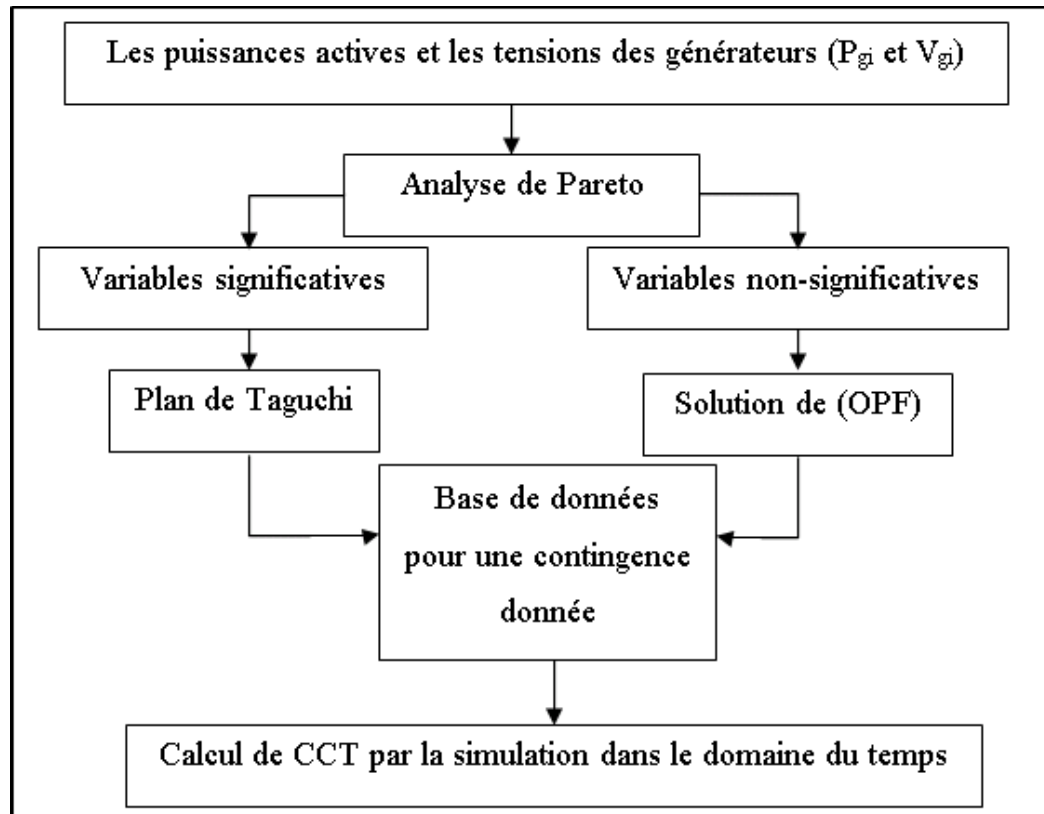 Les puissances actives et les tensions des générateurs (Pgi et Vgi)
Analyse de Pareto
Variables significatives
Variables non-significatives
Plan de Taguchi
Solution de (OPF)
Base de données
pour une contingence
donnée
Calcul de CCT par la simulation dans le domaine du temps